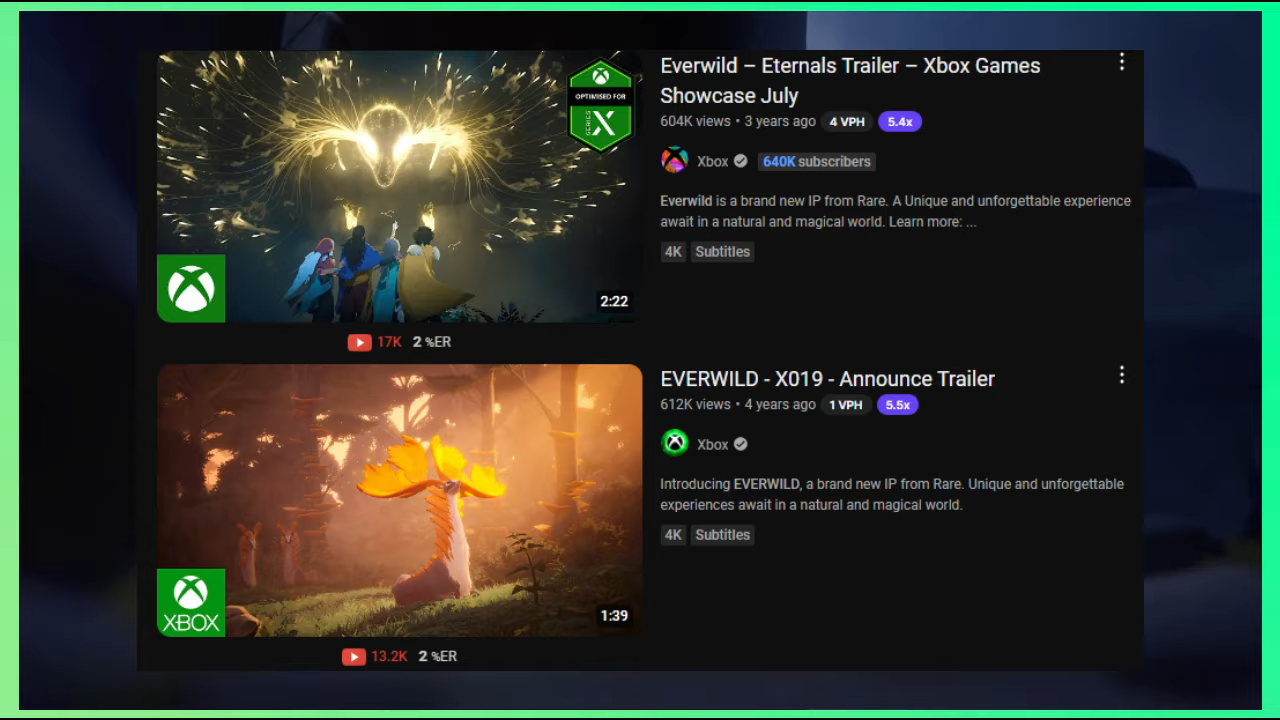 OPTIMISED FOR
SERIES X
2:22
17K 2 %ER
Everwild – Eternals Trailer – Xbox Games
Showcase July
604K views • 3 years ago 4 VPH 5.4x
Xbox 640K subscribers
Everwild is a brand new IP from Rare. A Unique and unforgettable experience
await in a natural and magical world. Learn more: ...
4K Subtitles
XBOX
1:39
13.2K 2 %ER
EVERWILD - X019 - Announce Trailer
612K views • 4 years ago 1 VPH 5.5x
Xbox
Introducing EVERWILD, a brand new IP from Rare. Unique and unforgettable
experiences await in a natural and magical world.
4K Subtitles